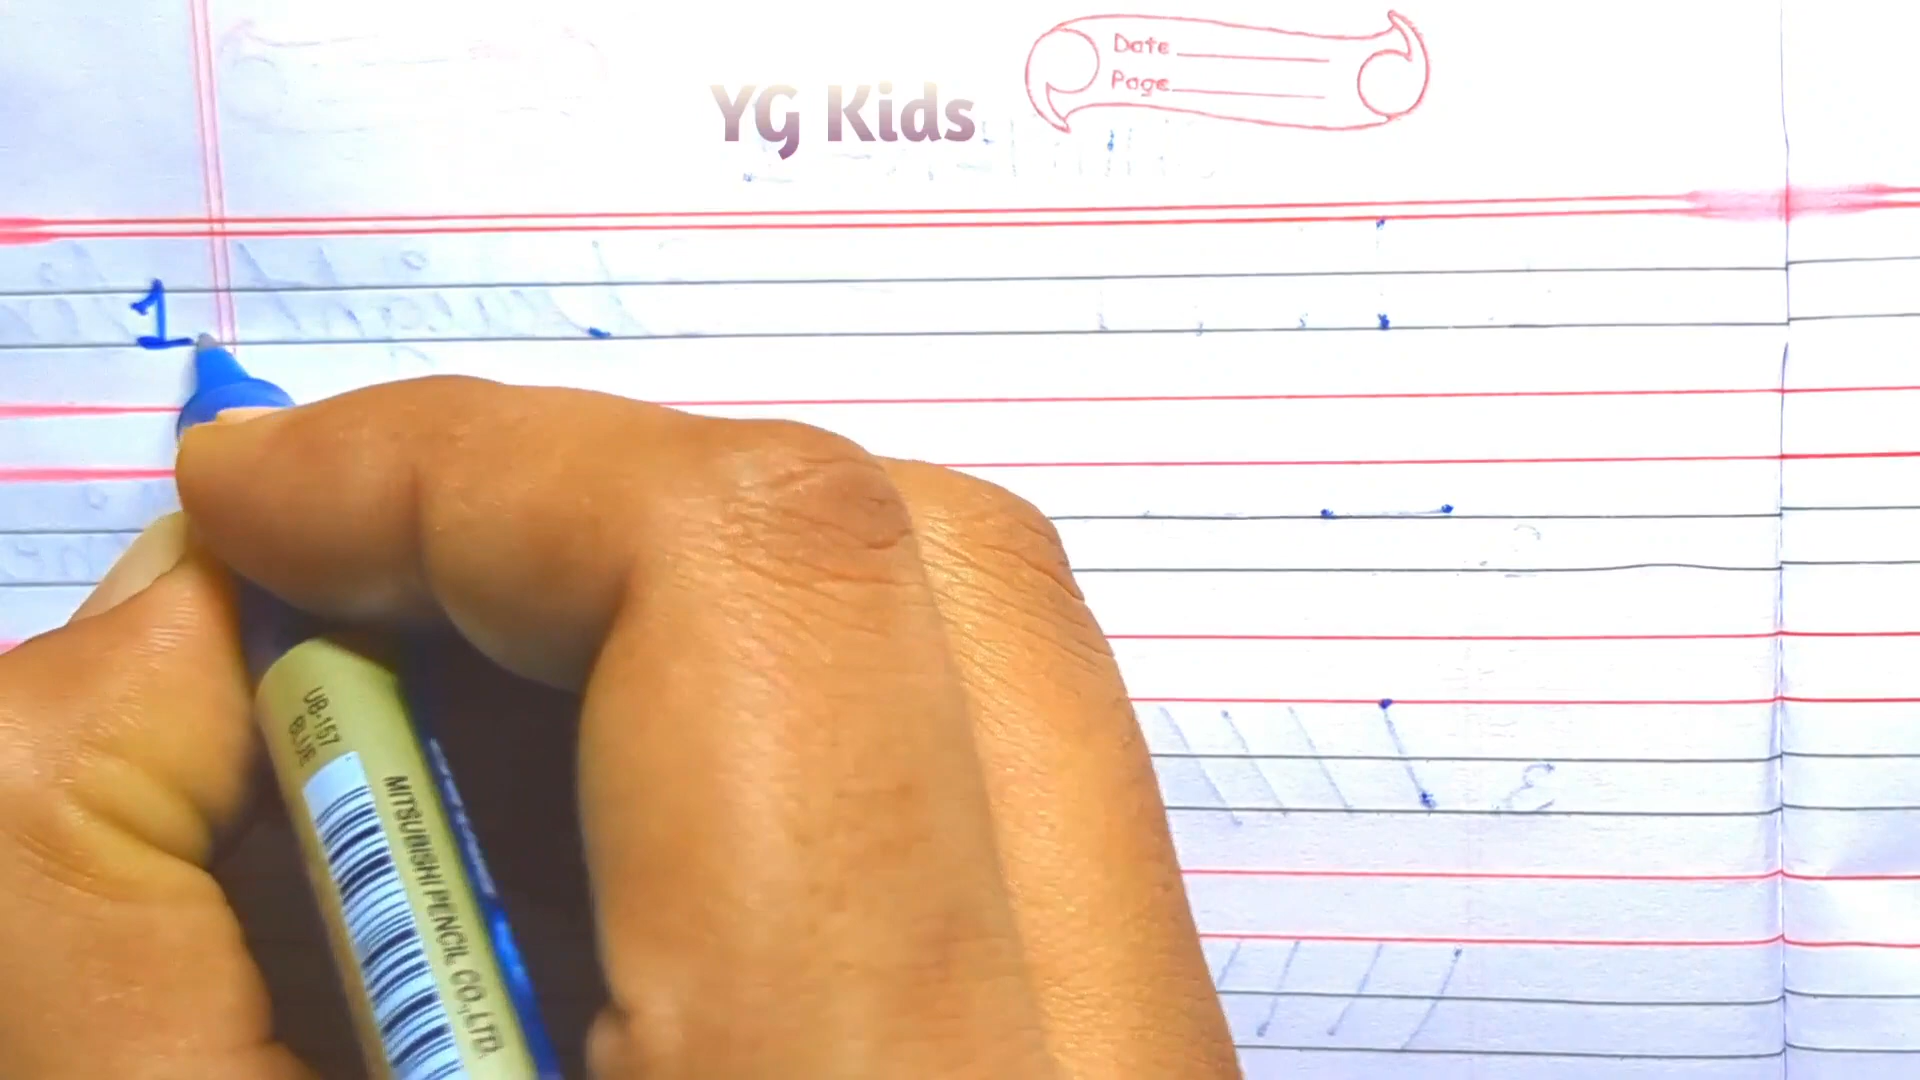 Date
Page
YG Kids
1
UB-157
BLUE
MITSUBISHI PENCIL CO.,LTD.